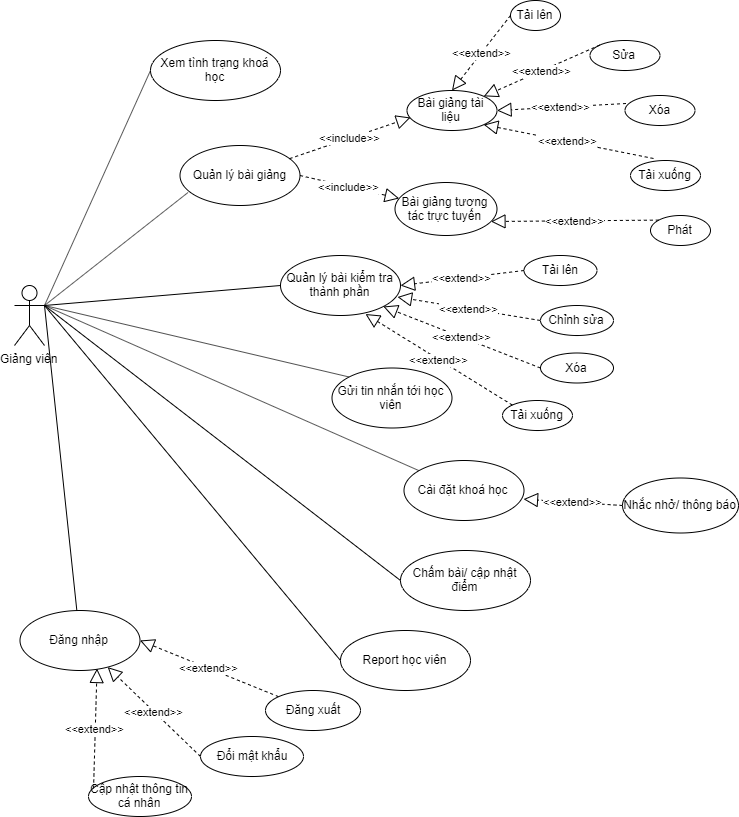 Tải lên
<<extend>>
Sửa
Xem tình trạng khoá
học
<<extend>>
Bài giảng tài
liệu
<<extend>>
Xóa
<<include>>
<<extend>>
Quản lý bài giảng
<<include>>
Tải xuống
Bài giảng tương
tác trực tuyến
<<extend>>
Phát
Quản lý bài kiểm tra
thành phần
<<extend>>
Tải lên
<<extend>>
Chỉnh sửa
<<extend>>
Giảng viên
<<extend>>
Xóa
Gửi tin nhắn tới học
viên
Tải xuống
Cài đặt khoá học
<<extend>>
Nhắc nhở/ thông báo
Chấm bài/ cập nhật
điểm
Đăng nhập
Report học viên
<<extend>>
<<extend>>
Đăng xuất
<<extend>>
Đổi mật khẩu
Cập nhật thông tin
cá nhân